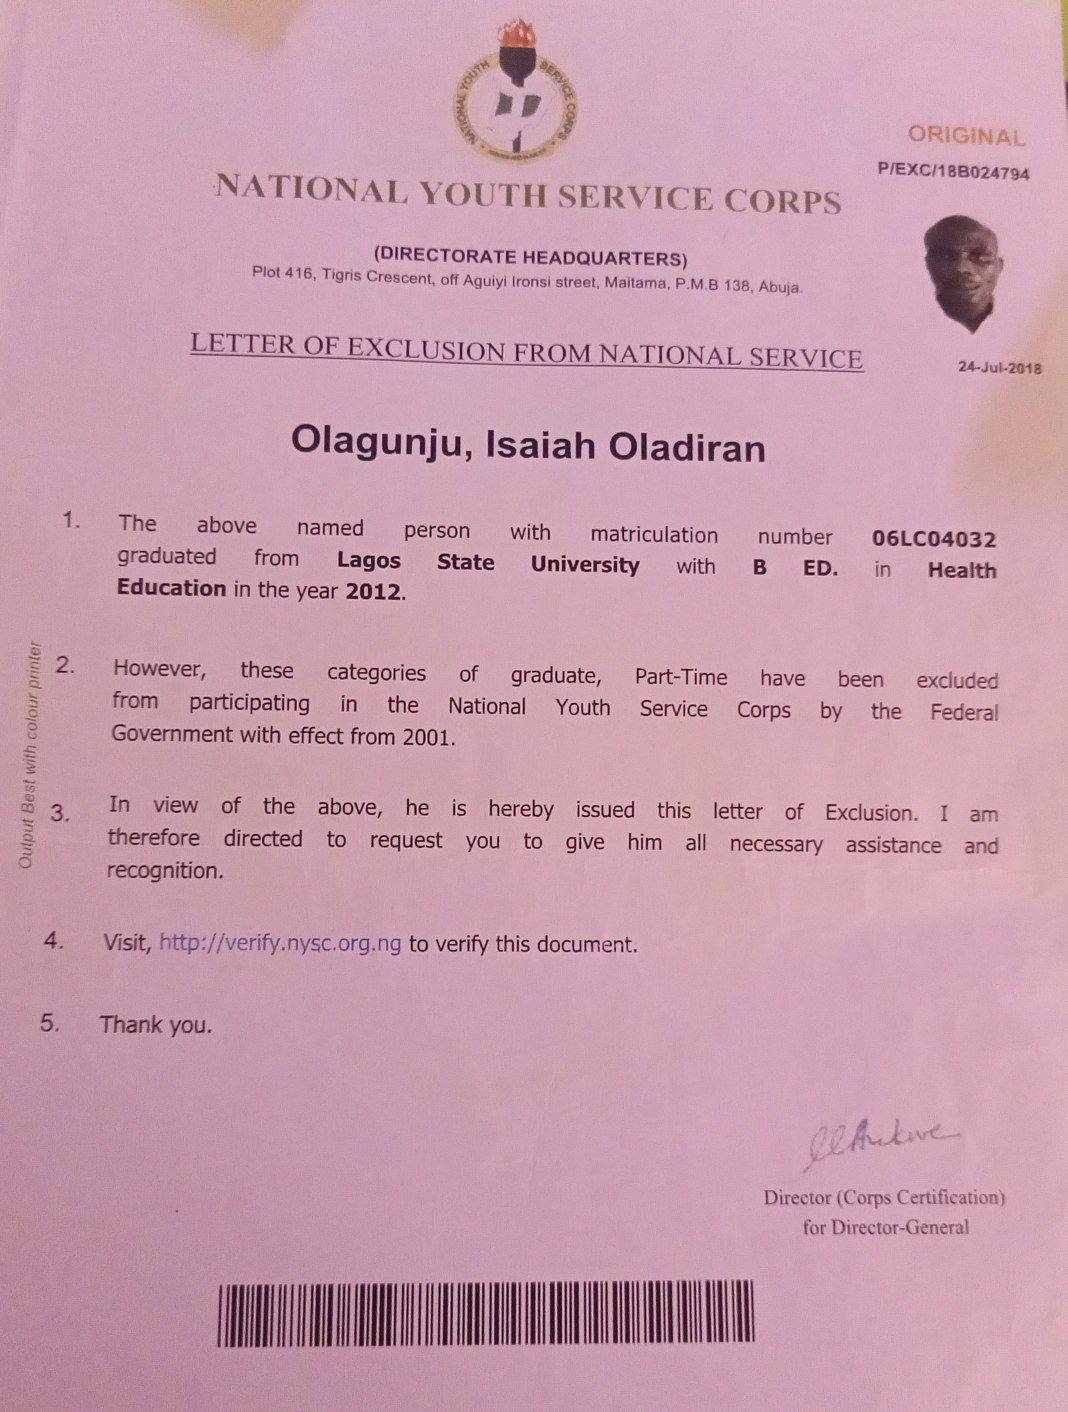 NATIONAL YOUTH SERVICE CORPS
ORIGINAL
P/EXC/18B024794
NATIONAL YOUTH SERVICE CORPS
(DIRECTORATE HEADQUARTERS)
Plot 416, Tigris Crescent, off Aguiyi Ironsi street, Maitama, P.M.B 138, Abuja.
LETTER OF EXCLUSION FROM NATIONAL SERVICE
24-Jul-2018
Olagunju, Isaiah Oladiran
1. The above named person with matriculation number 06LC04032
graduated from Lagos State University with B ED. in Health
Education in the year 2012.
2. However, these categories of graduate, Part-Time have been excluded
from participating in the National Youth Service Corps by the Federal
Government with effect from 2001.
3. In view of the above, he is hereby issued this letter of Exclusion. I am
therefore directed to request you to give him all necessary assistance and
recognition.
Output Best with colour printer
4. Visit, http://verify.nysc.org.ng to verify this document.
5. Thank you.
Director (Corps Certification)
for Director-General